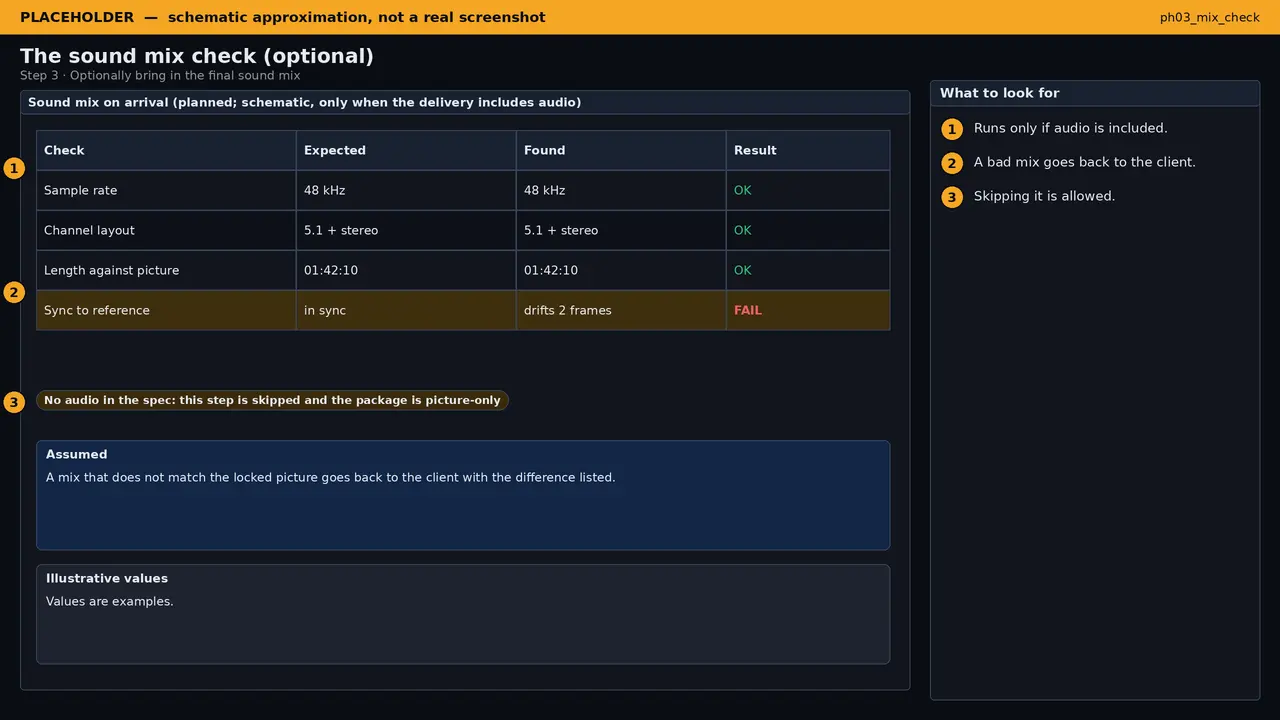 PLACEHOLDER — schematic approximation, not a real screenshot
ph03_mix_check
The sound mix check (optional)
Step 3 · Optionally bring in the final sound mix
Sound mix on arrival (planned; schematic, only when the delivery includes audio)
Check Expected Found Result
1
Sample rate 48 kHz 48 kHz OK
Channel layout 5.1 + stereo 5.1 + stereo OK
Length against picture 01:42:10 01:42:10 OK
2
Sync to reference in sync drifts 2 frames FAIL
3 No audio in the spec: this step is skipped and the package is picture-only
Assumed
A mix that does not match the locked picture goes back to the client with the difference listed.
Illustrative values
Values are examples.
What to look for
1 Runs only if audio is included.
2 A bad mix goes back to the client.
3 Skipping it is allowed.